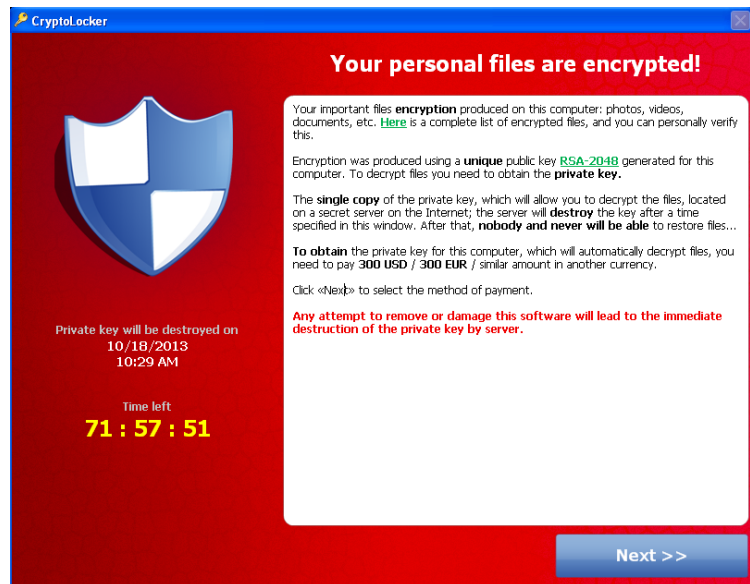 CryptoLocker
Your personal files are encrypted!
Your important files encryption produced on this computer: photos, videos,
documents, etc. Here is a complete list of encrypted files, and you can personally verify
this.
Encryption was produced using a unique public key RSA-2048 generated for this
computer. To decrypt files you need to obtain the private key.
The single copy of the private key, which will allow you to decrypt the files, located
on a secret server on the Internet; the server will destroy the key after a time
specified in this window. After that, nobody and never will be able to restore files...
To obtain the private key for this computer, which will automatically decrypt files, you
need to pay 300 USD / 300 EUR / similar amount in another currency.
Click «Next» to select the method of payment.
Any attempt to remove or damage this software will lead to the immediate
destruction of the private key by server.
Private key will be destroyed on
10/18/2013
10:29 AM
Time left
71 : 57 : 51
Next >>